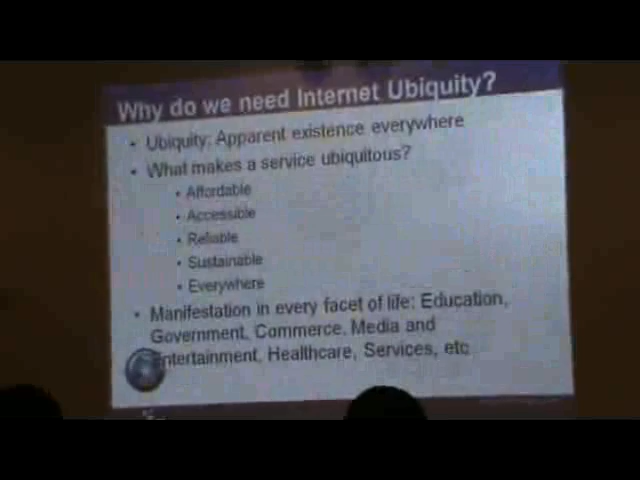 Why do we need Internet Ubiquity?
• Ubiquity: Apparent existence everywhere
• What makes a service ubiquitous?
• Affordable
• Accessible
• Reliable
• Sustainable
• Everywhere
• Manifestation in every facet of life: Education,
Government, Commerce, Media and
Entertainment, Healthcare, Services, etc